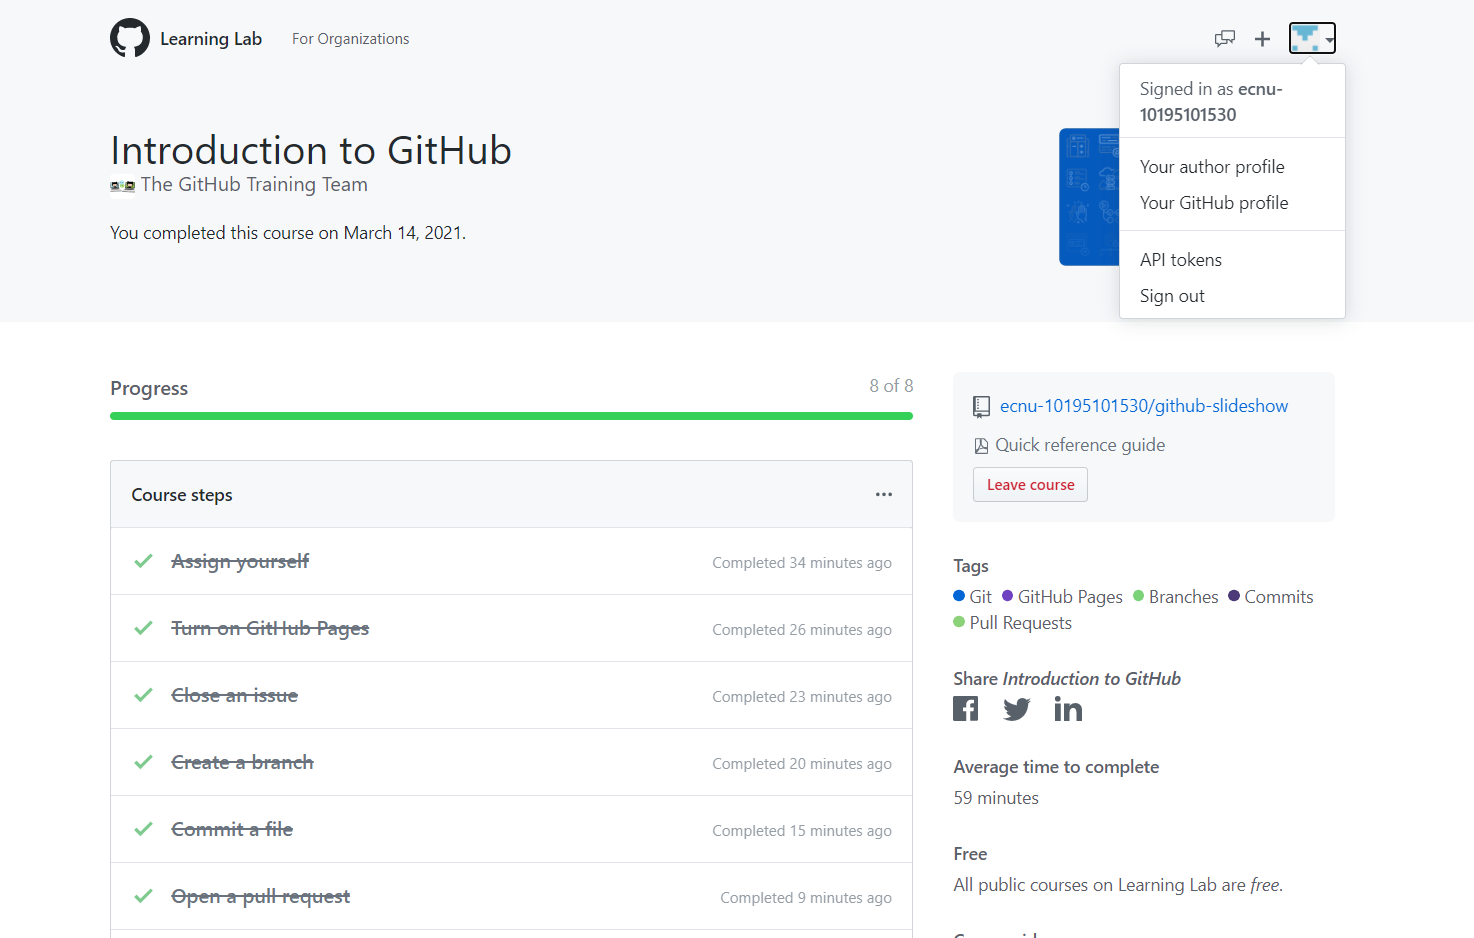 Learning Lab
For Organizations
Signed in as ecnu-
10195101530
Your author profile
Your GitHub profile
API tokens
Sign out
Introduction to GitHub
The GitHub Training Team
You completed this course on March 14, 2021.
Progress
8 of 8
Course steps
Assign yourself
Completed 34 minutes ago
Turn on GitHub Pages
Completed 26 minutes ago
Close an issue
Completed 23 minutes ago
Create a branch
Completed 20 minutes ago
Commit a file
Completed 15 minutes ago
Open a pull request
Completed 9 minutes ago
ecnu-10195101530/github-slideshow
Quick reference guide
Leave course
Tags
Git GitHub Pages Branches Commits
Pull Requests
Share Introduction to GitHub
Average time to complete
59 minutes
Free
All public courses on Learning Lab are free.